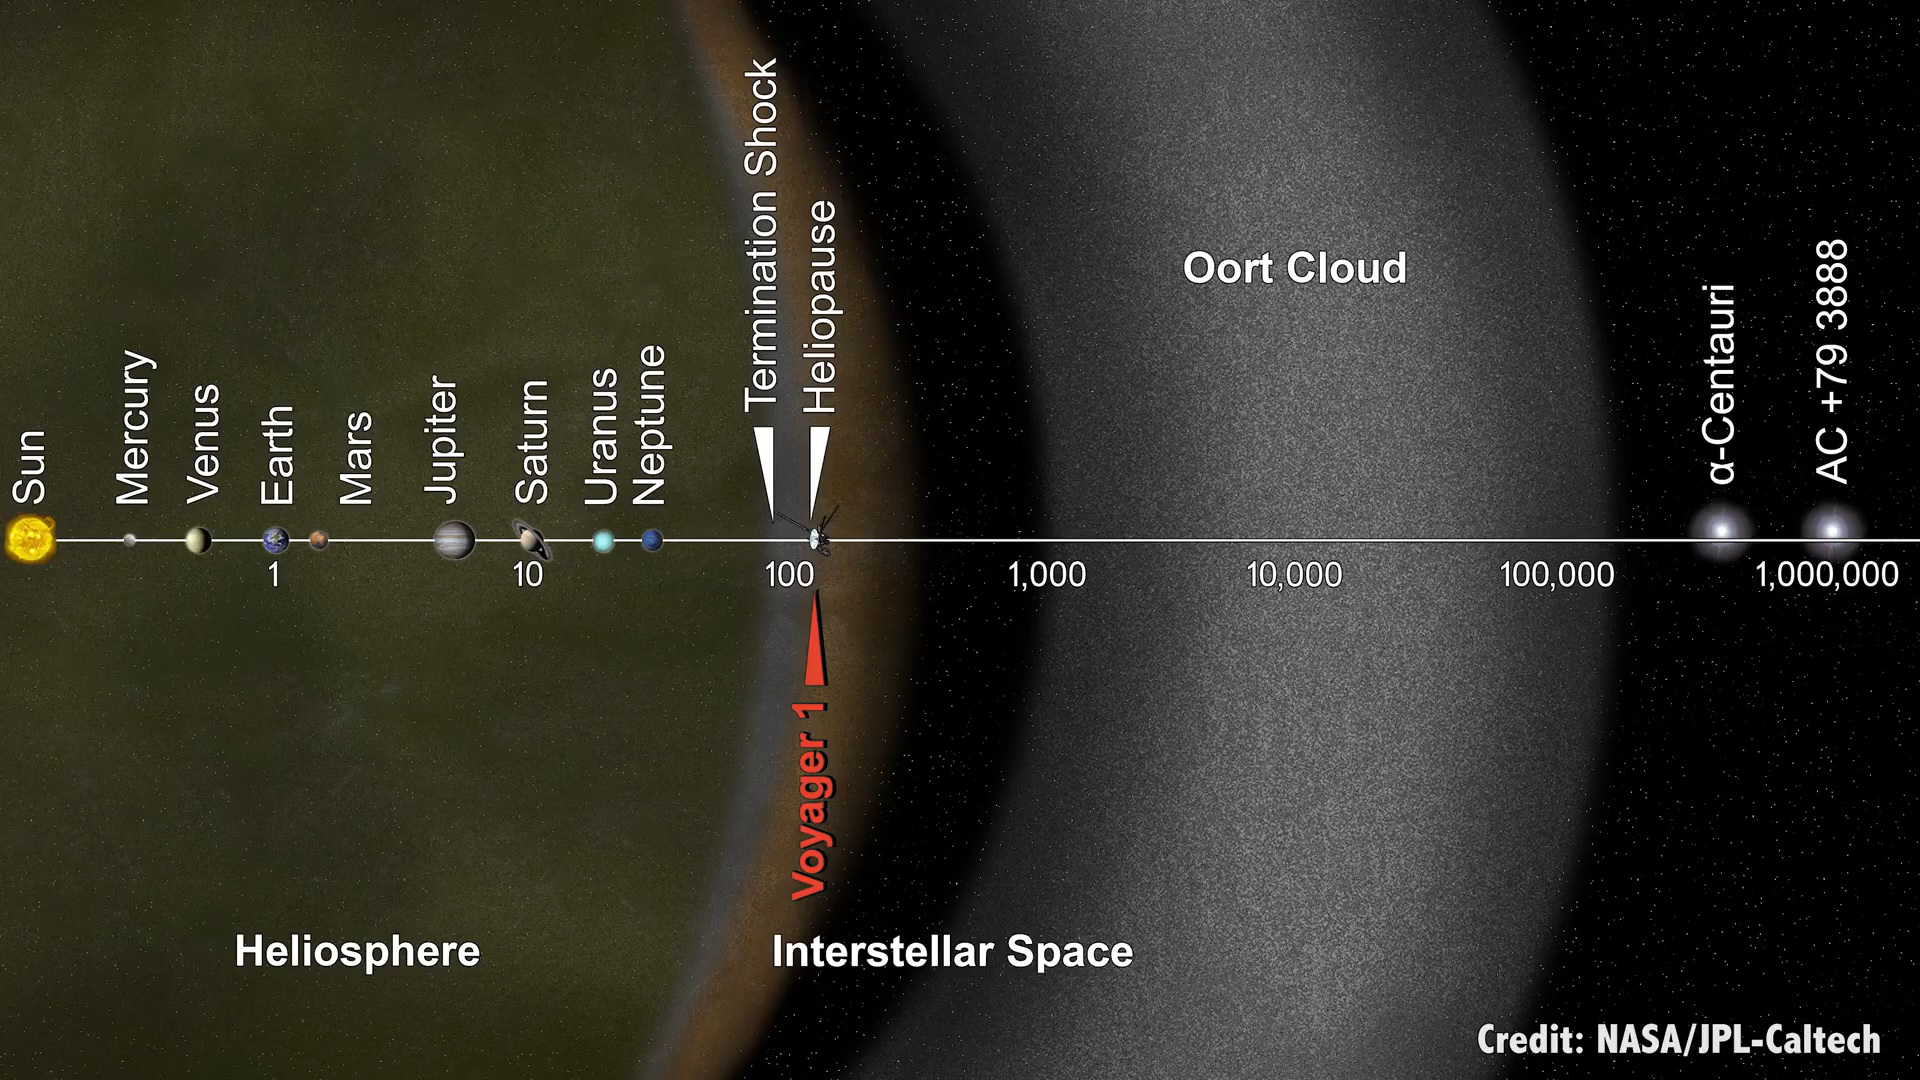 Sun
Mercury
Venus
Earth
Mars
Jupiter
Saturn
Uranus
Neptune
Termination Shock
Heliopause
Oort Cloud
α-Centauri
AC +79 3888
1
10
100
1,000
10,000
100,000
1,000,000
Voyager 1
Heliosphere
Interstellar Space
Credit: NASA/JPL-Caltech